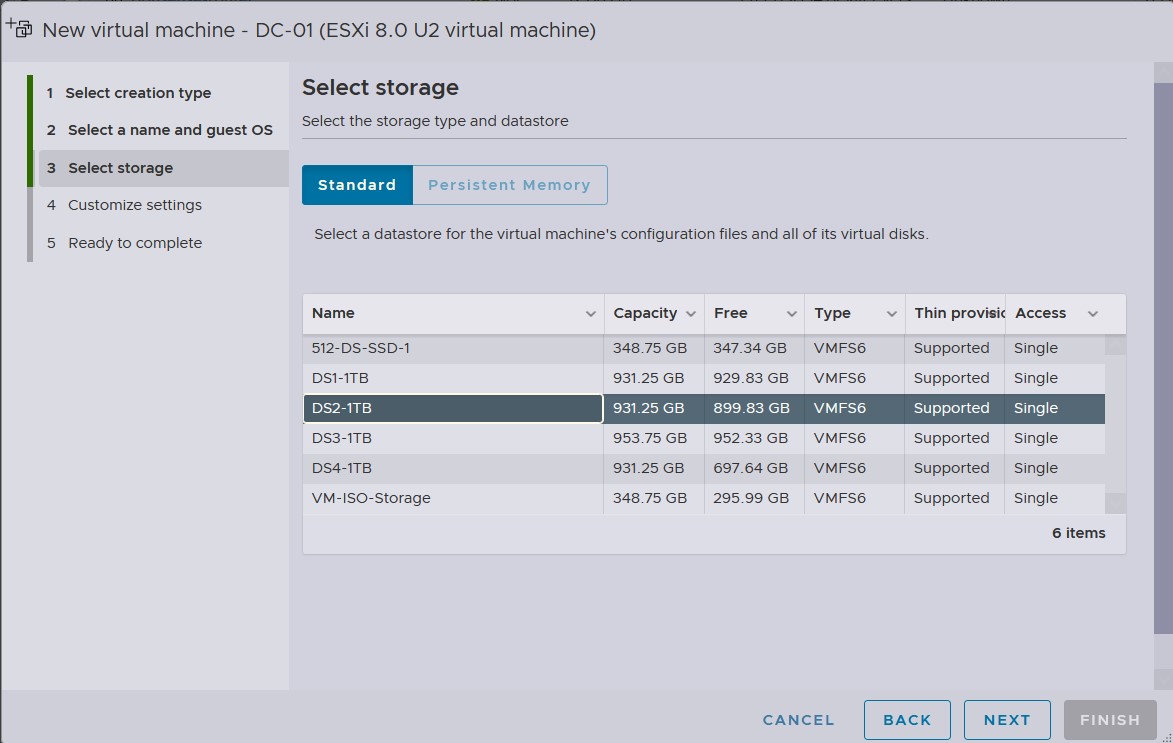 New virtual machine - DC-01 (ESXi 8.0 U2 virtual machine)
1 Select creation type
2 Select a name and guest OS
3 Select storage
4 Customize settings
5 Ready to complete
Select storage
Select the storage type and datastore
Standard Persistent Memory
Select a datastore for the virtual machine's configuration files and all of its virtual disks.
Name Capacity Free Type Thin provisic Access
512-DS-SSD-1 348.75 GB 347.34 GB VMFS6 Supported Single
DS1-1TB 931.25 GB 929.83 GB VMFS6 Supported Single
DS2-1TB 931.25 GB 899.83 GB VMFS6 Supported Single
DS3-1TB 953.75 GB 952.33 GB VMFS6 Supported Single
DS4-1TB 931.25 GB 697.64 GB VMFS6 Supported Single
VM-ISO-Storage 348.75 GB 295.99 GB VMFS6 Supported Single
6 items
CANCEL BACK NEXT FINISH